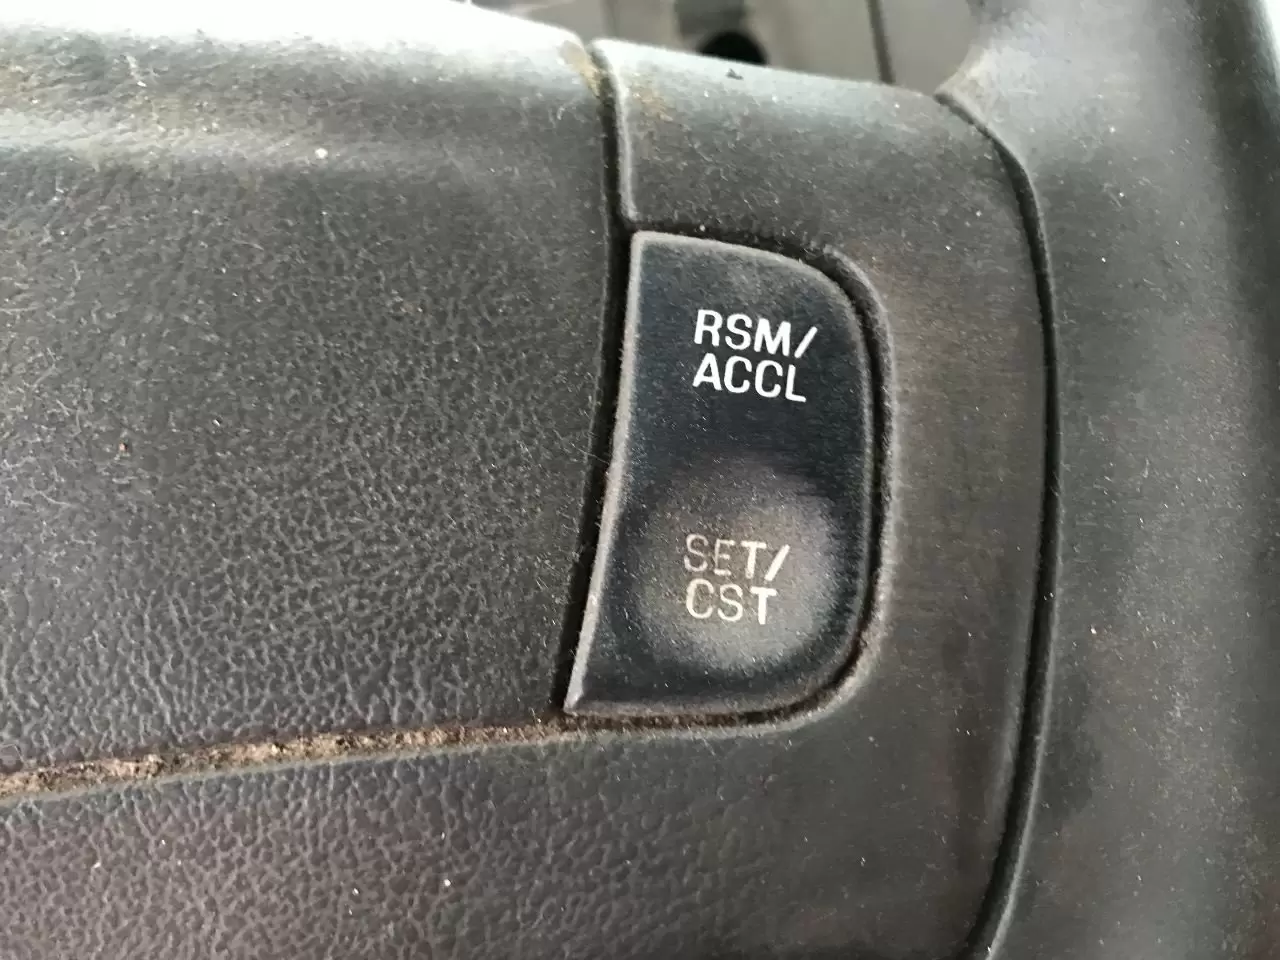 RSM/
ACCL
SET/
CST